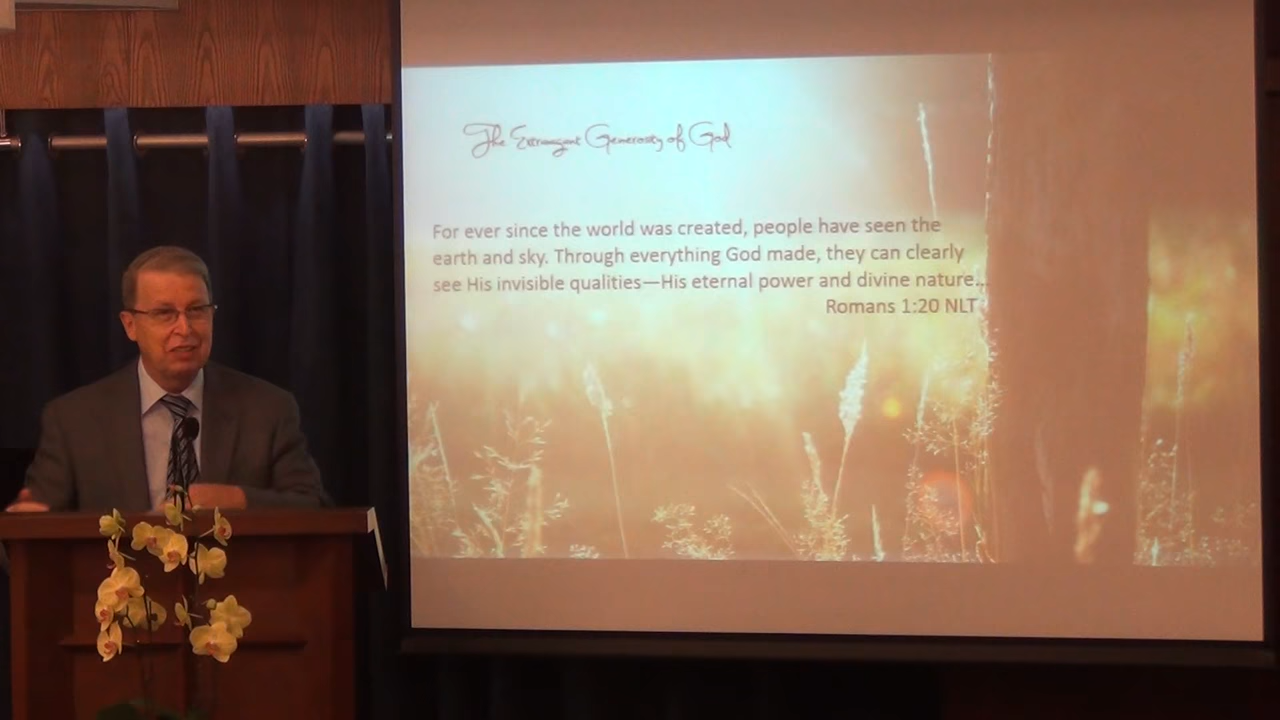 The Extravagant Generosity of God
For ever since the world was created, people have seen the
earth and sky. Through everything God made, they can clearly
see His invisible qualities—His eternal power and divine nature...
Romans 1:20 NLT